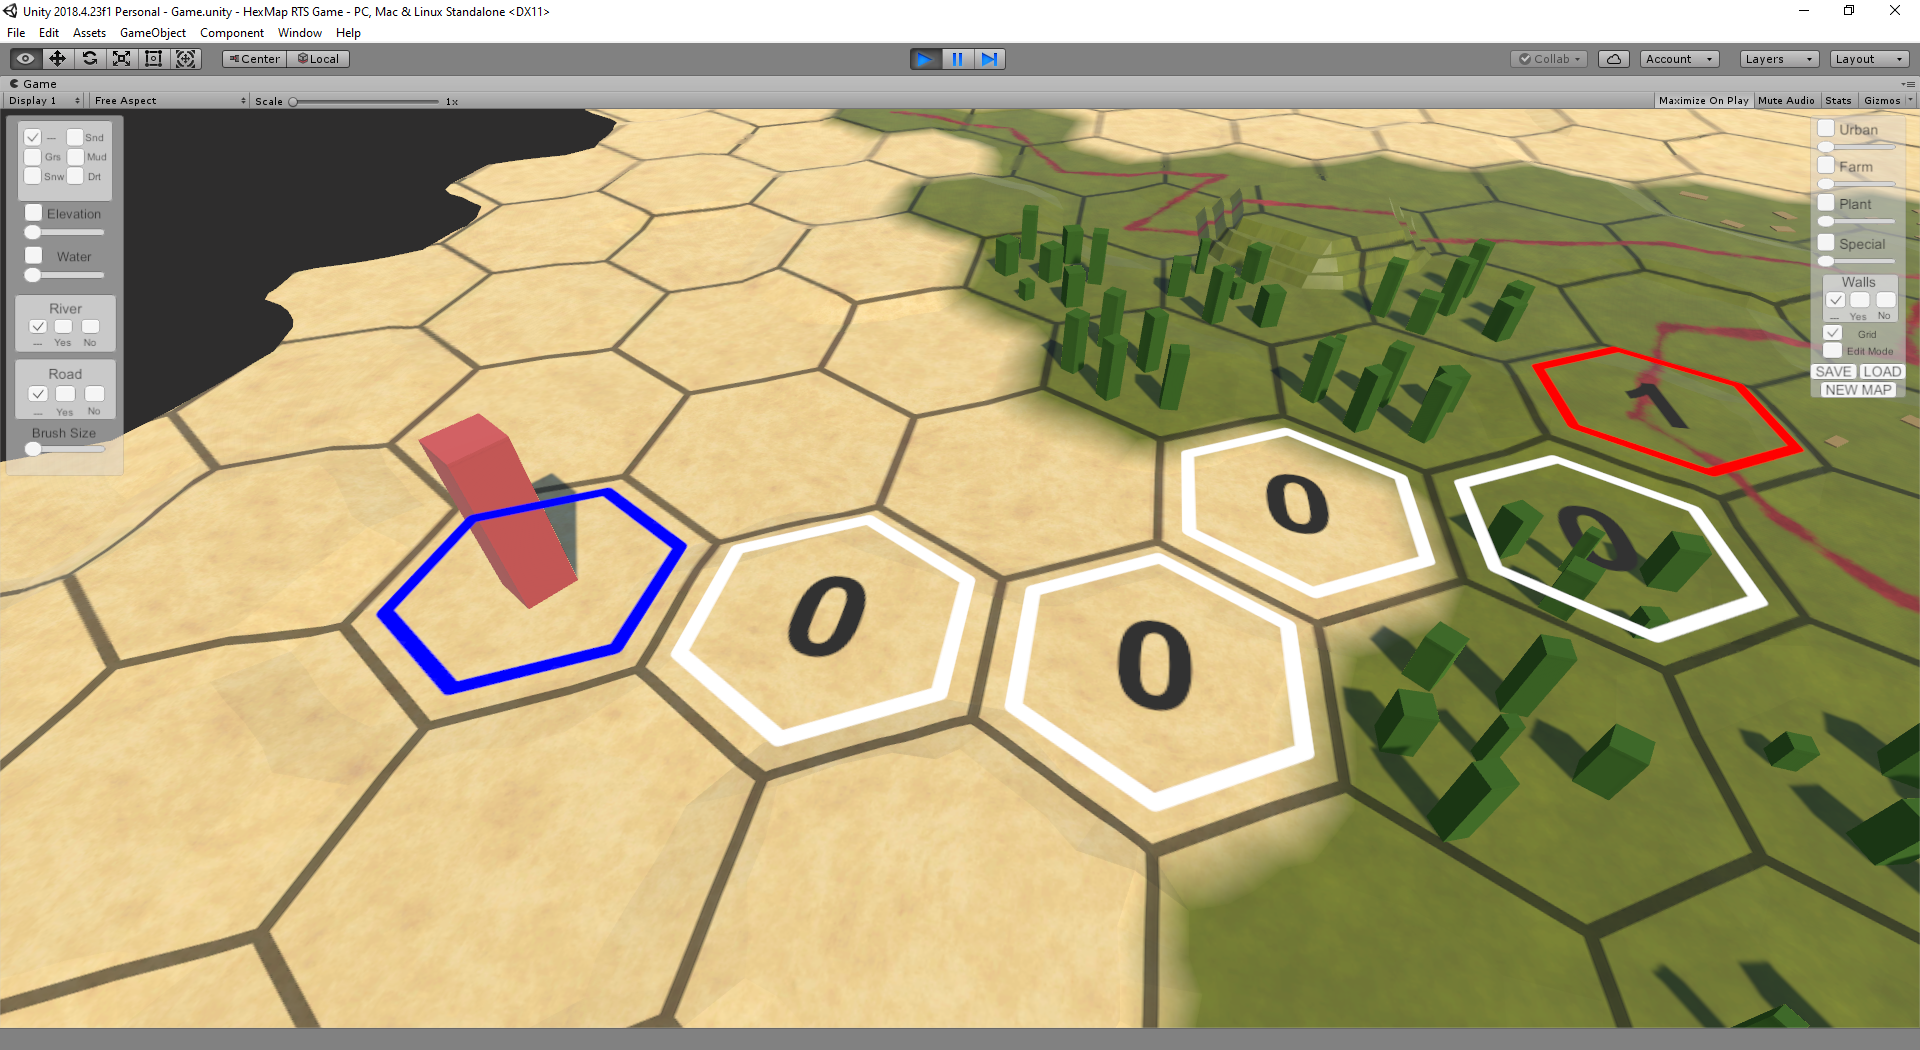 Unity 2018.4.23f1 Personal - Game.unity - HexMap RTS Game - PC, Mac & Linux Standalone <DX11>
File Edit Assets GameObject Component Window Help
Center Local Collab Account Layers Layout
Game
Display 1 Free Aspect Scale 1x Maximize On Play Mute Audio Stats Gizmos
--- Snd
Grs Mud
Snw Drt
Elevation
Water
River
--- Yes No
Road
--- Yes No
Brush Size
Urban
Farm
Plant
Special
Walls
--- Yes No
Grid
Edit Mode
SAVE LOAD
NEW MAP
1
0
0
0
0